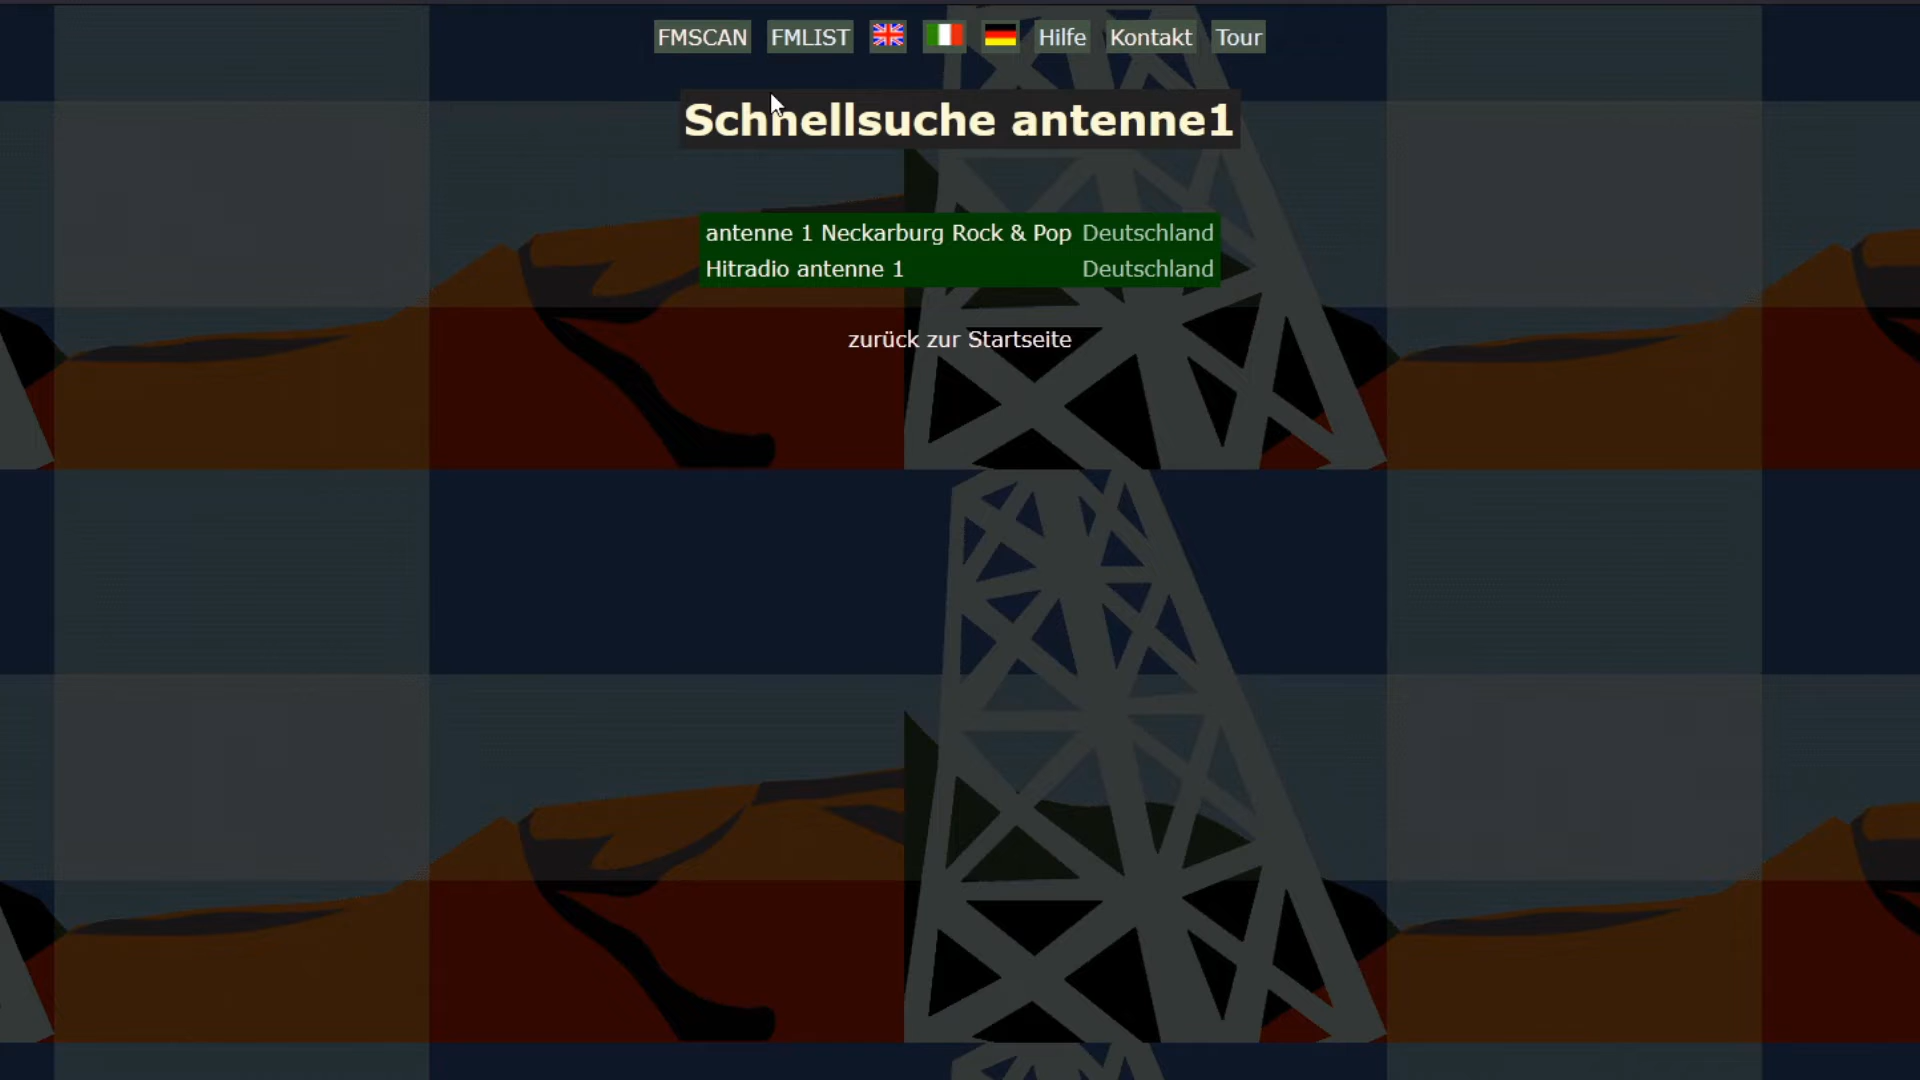 FMSCAN FMLIST Hilfe Kontakt Tour
Schnellsuche antenne1
antenne 1 Neckarburg Rock & Pop Deutschland
Hitradio antenne 1 Deutschland
zurück zur Startseite